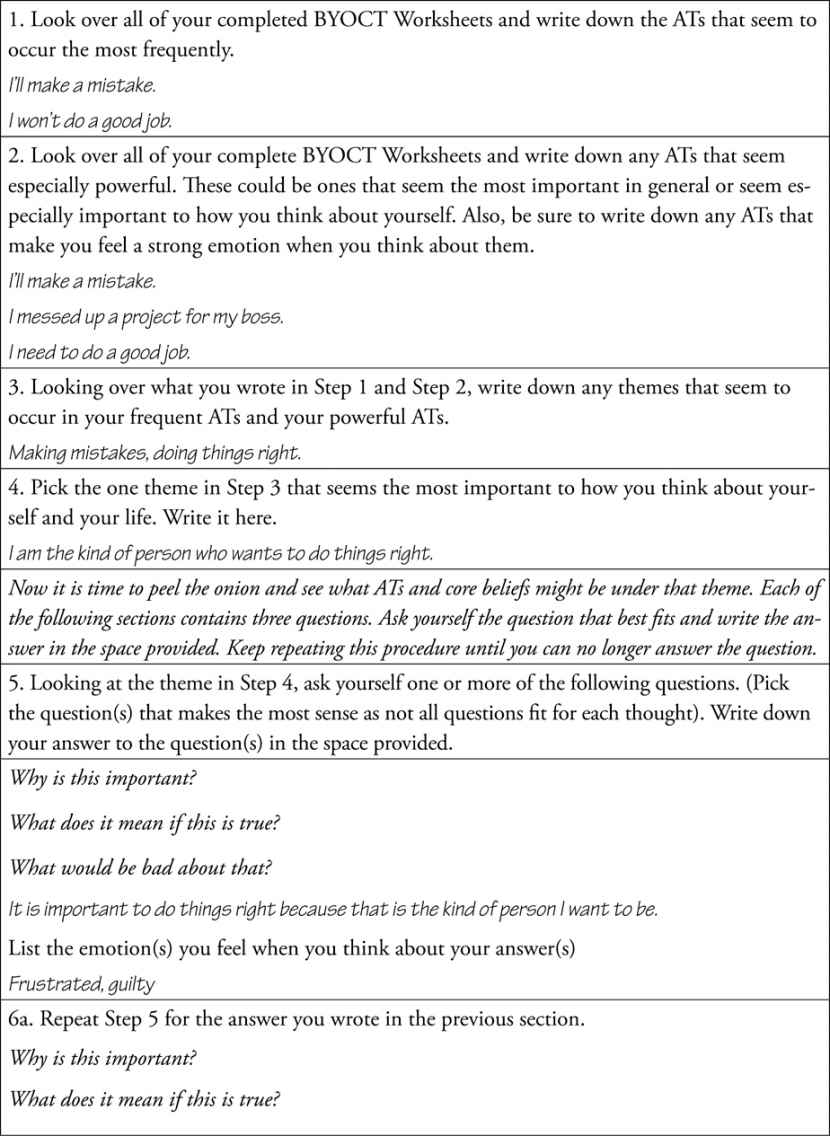 1. Look over all of your completed BYOCT Worksheets and write down the ATs that seem to
occur the most frequently.
I'll make a mistake.
I won't do a good job.
2. Look over all of your complete BYOCT Worksheets and write down any ATs that seem
especially powerful. These could be ones that seem the most important in general or seem es-
pecially important to how you think about yourself. Also, be sure to write down any ATs that
make you feel a strong emotion when you think about them.
I'll make a mistake.
I messed up a project for my boss.
I need to do a good job.
3. Looking over what you wrote in Step 1 and Step 2, write down any themes that seem to
occur in your frequent ATs and your powerful ATs.
Making mistakes, doing things right.
4. Pick the one theme in Step 3 that seems the most important to how you think about your-
self and your life. Write it here.
I am the kind of person who wants to do things right.
Now it is time to peel the onion and see what ATs and core beliefs might be under that theme. Each of
the following sections contains three questions. Ask yourself the question that best fits and write the an-
swer in the space provided. Keep repeating this procedure until you can no longer answer the question.
5. Looking at the theme in Step 4, ask yourself one or more of the following questions. (Pick
the question(s) that makes the most sense as not all questions fit for each thought). Write down
your answer to the question(s) in the space provided.
Why is this important?
What does it mean if this is true?
What would be bad about that?
It is important to do things right because that is the kind of person I want to be.
List the emotion(s) you feel when you think about your answer(s)
Frustrated, guilty
6a. Repeat Step 5 for the answer you wrote in the previous section.
Why is this important?
What does it mean if this is true?